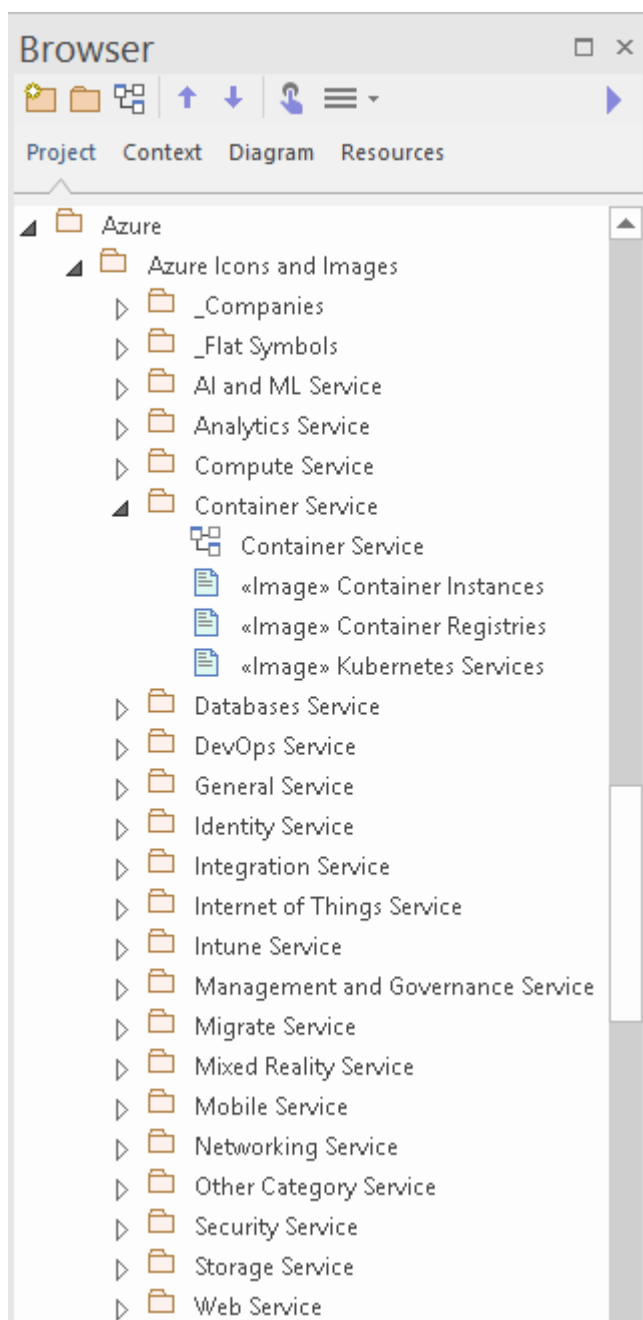 Browser
Project Context Diagram Resources
Azure
Azure Icons and Images
_Companies
_Flat Symbols
AI and ML Service
Analytics Service
Compute Service
Container Service
Container Service
«Image» Container Instances
«Image» Container Registries
«Image» Kubernetes Services
Databases Service
DevOps Service
General Service
Identity Service
Integration Service
Internet of Things Service
Intune Service
Management and Governance Service
Migrate Service
Mixed Reality Service
Mobile Service
Networking Service
Other Category Service
Security Service
Storage Service
Web Service